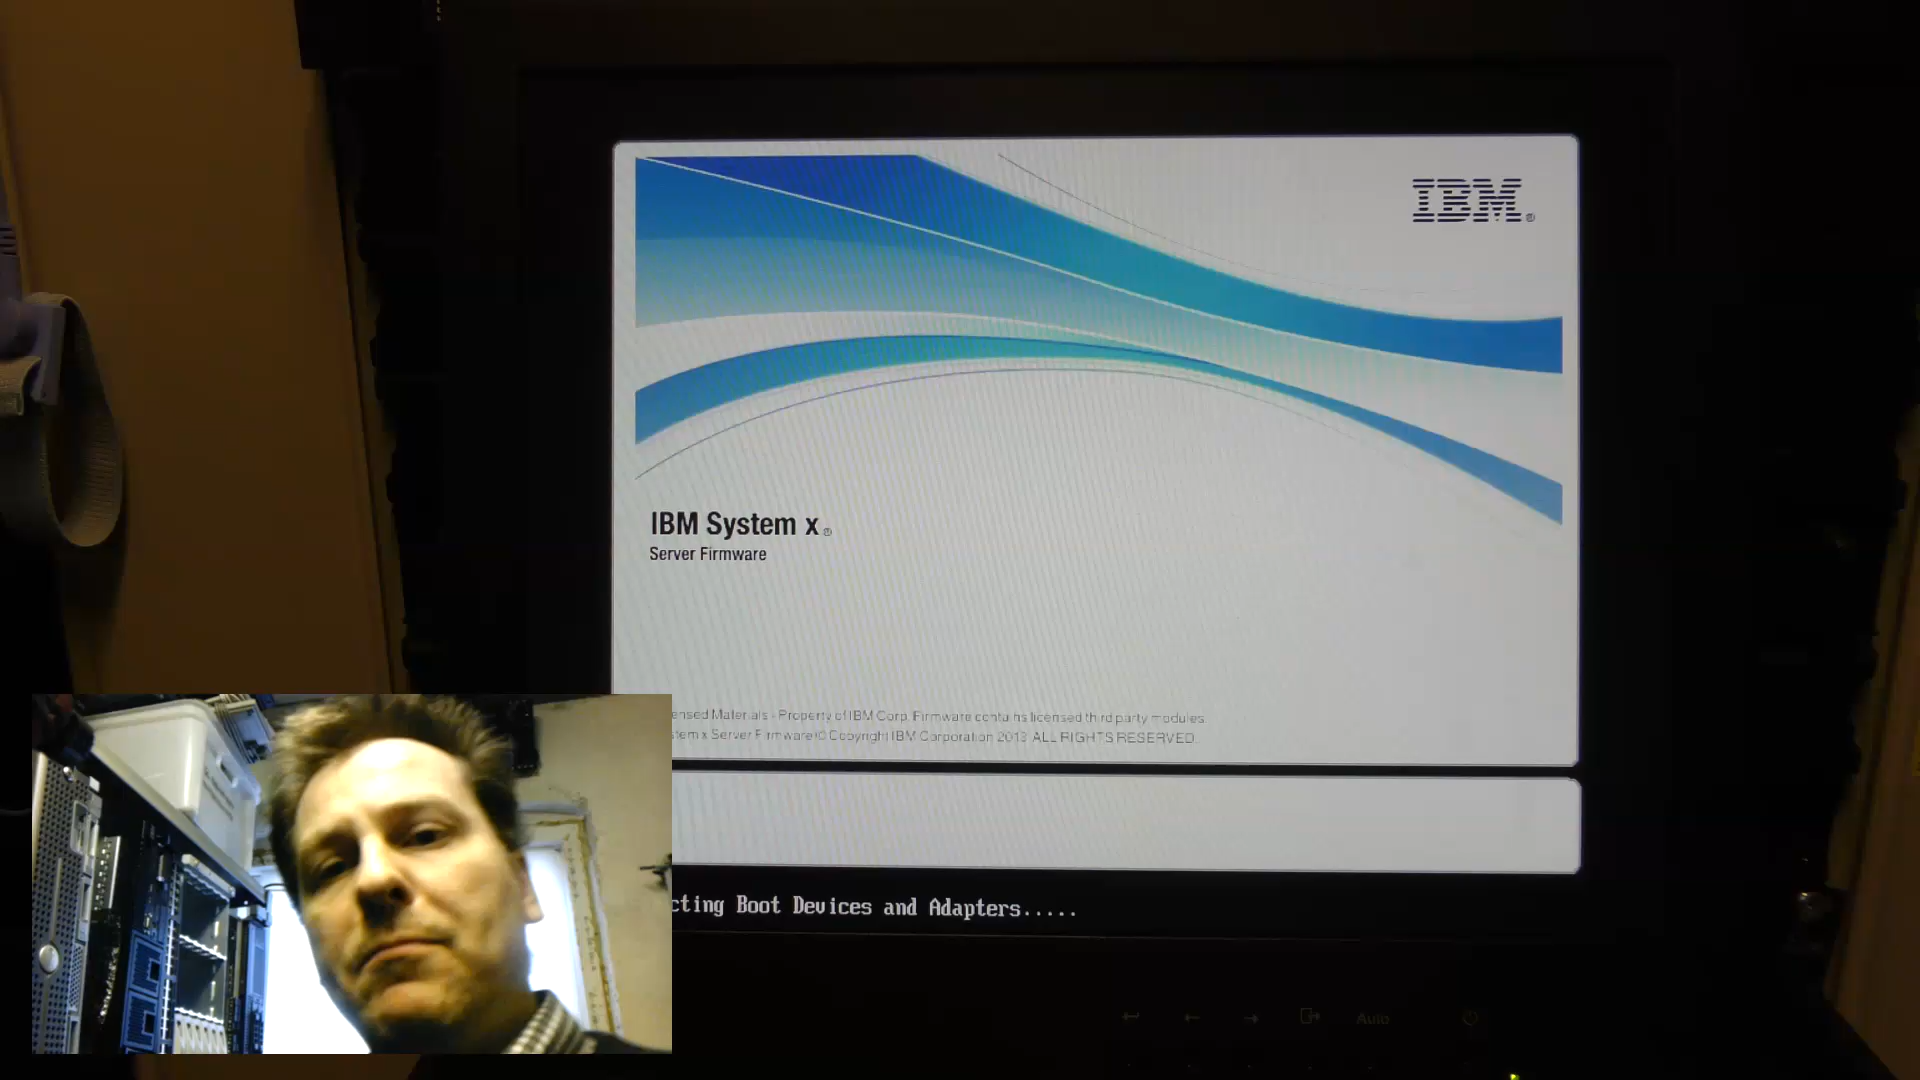 IBM®
IBM System x®
Server Firmware
ensed Materials - Property of IBM Corp. Firmware contains licensed third party modules.
stem x Server Firmware © Copyright IBM Corporation 2013 ALL RIGHTS RESERVED.
cting Boot Devices and Adapters.....
Auto